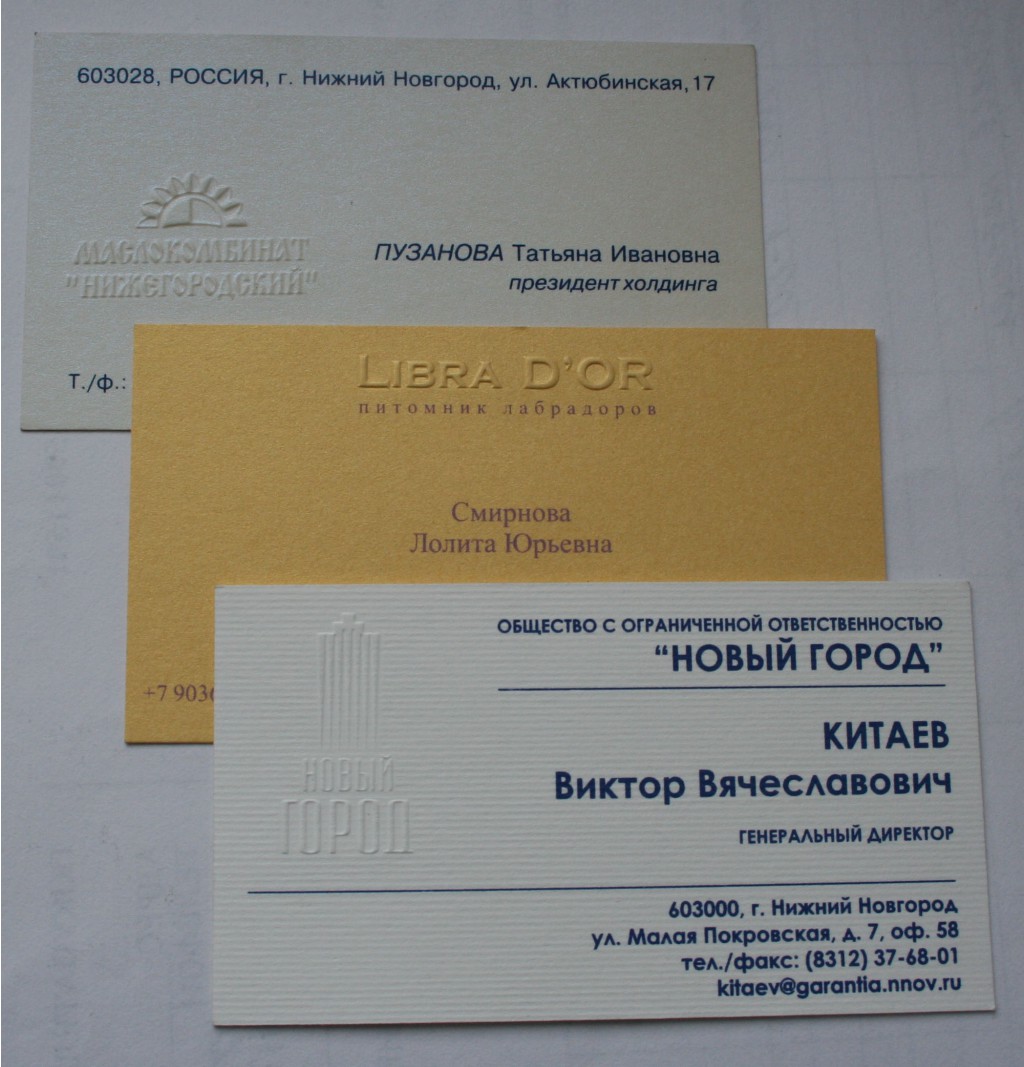 603028, РОССИЯ, г. Нижний Новгород, ул. Актюбинская,17
МАСЛОКОМБИНАТ
"НИЖЕГОРОДСКИЙ"
ПУЗАНОВА Татьяна Ивановна
президент холдинга
Т./ф.:
LIBRA D'OR
питомник лабрадоров
Смирнова
Лолита Юрьевна
+7 903
НОВЫЙ
ГОРОД
ОБЩЕСТВО С ОГРАНИЧЕННОЙ ОТВЕТСТВЕННОСТЬЮ
“НОВЫЙ ГОРОД”
КИТАЕВ
Виктор Вячеславович
ГЕНЕРАЛЬНЫЙ ДИРЕКТОР
603000, г. Нижний Новгород
ул. Малая Покровская, д. 7, оф. 58
тел./факс: (8312) 37-68-01
kitaev@garantia.nnov.ru